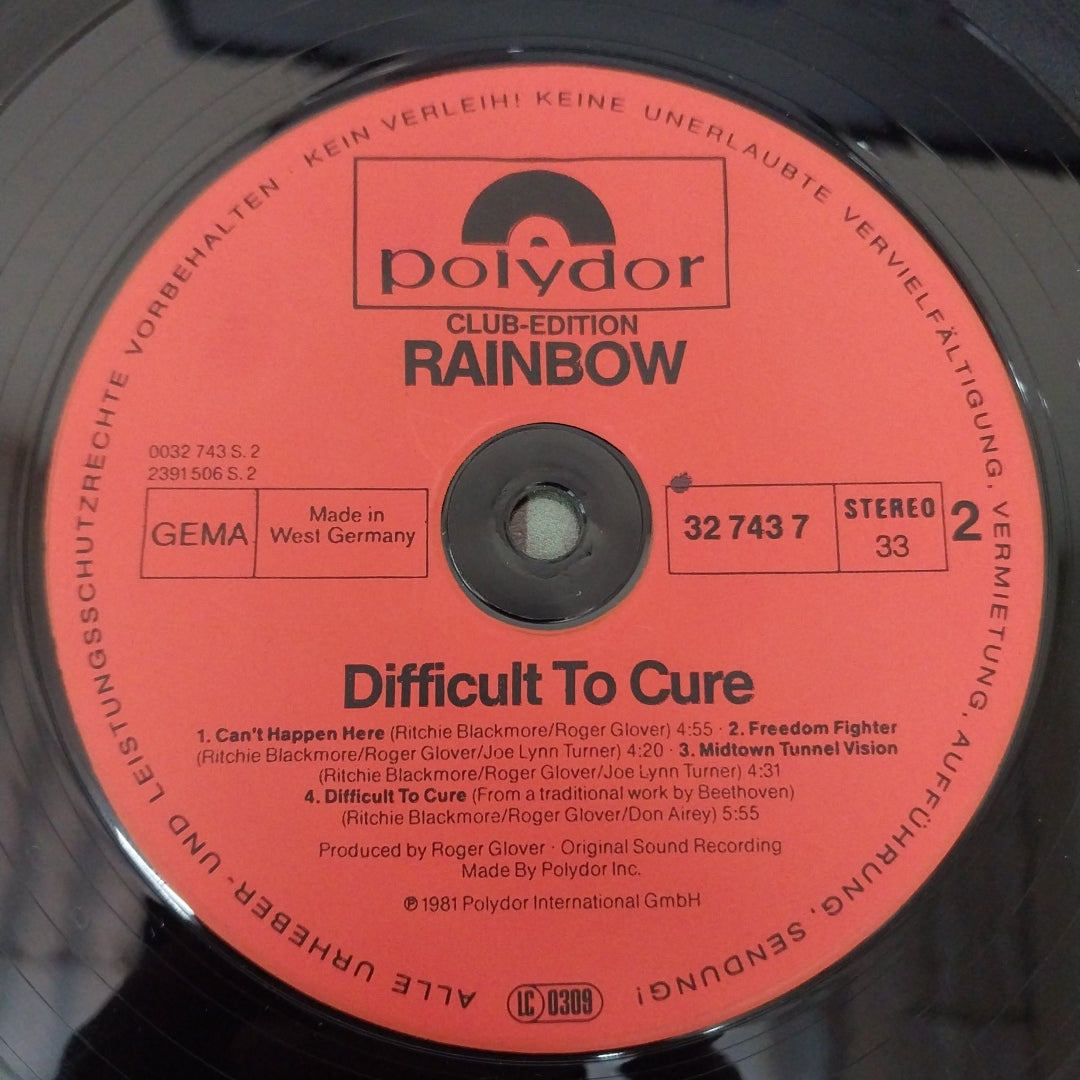 ALLE URHEBER- UND LEISTUNGSSCHUTZRECHTE VORBEHALTEN · KEIN VERLEIH! KEINE UNERLAUBTE VERVIELFÄLTIGUNG, VERMIETUNG, AUFFÜHRUNG, SENDUNG!
polydor
CLUB-EDITION
RAINBOW
0032 743 S. 2
2391 506 S. 2
GEMA
Made in
West Germany
32 743 7
STEREO
33
2
Difficult To Cure
1. Can't Happen Here (Ritchie Blackmore/Roger Glover) 4:55 · 2. Freedom Fighter
(Ritchie Blackmore/Roger Glover/Joe Lynn Turner) 4:20 · 3. Midtown Tunnel Vision
(Ritchie Blackmore/Roger Glover/Joe Lynn Turner) 4:31
4. Difficult To Cure (From a traditional work by Beethoven)
(Ritchie Blackmore/Roger Glover/Don Airey) 5:55
Produced by Roger Glover · Original Sound Recording
Made By Polydor Inc.
℗ 1981 Polydor International GmbH
LC 0309